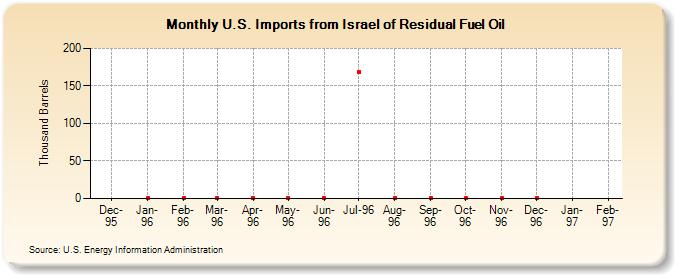 Monthly U.S. Imports from Israel of Residual Fuel Oil
Thousand Barrels
200
150
100
50
0
Dec-95
Jan-96
Feb-96
Mar-96
Apr-96
May-96
Jun-96
Jul-96
Aug-96
Sep-96
Oct-96
Nov-96
Dec-96
Jan-97
Feb-97
Source: U.S. Energy Information Administration